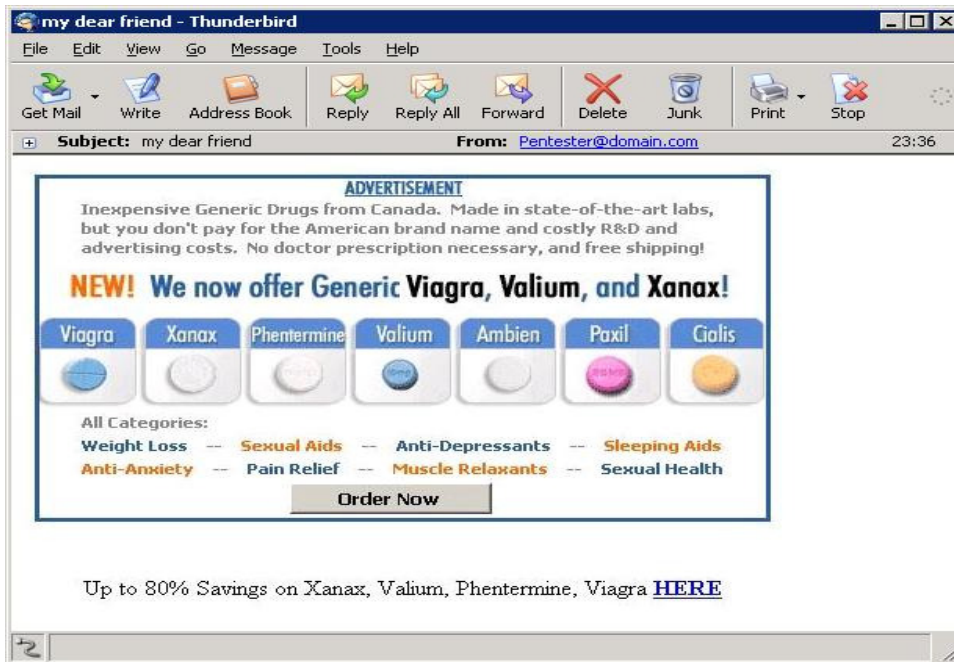 my dear friend - Thunderbird
File Edit View Go Message Tools Help
Get Mail Write Address Book Reply Reply All Forward Delete Junk Print Stop
Subject: my dear friend From: Pentester@domain.com 23:36
ADVERTISEMENT
Inexpensive Generic Drugs from Canada. Made in state-of-the-art labs,
but you don't pay for the American brand name and costly R&D and
advertising costs. No doctor prescription necessary, and free shipping!
NEW! We now offer Generic Viagra, Valium, and Xanax!
Viagra Xanax Phentermine Valium Ambien Paxil Cialis
All Categories:
Weight Loss -- Sexual Aids -- Anti-Depressants -- Sleeping Aids
Anti-Anxiety -- Pain Relief -- Muscle Relaxants -- Sexual Health
Order Now
Up to 80% Savings on Xanax, Valium, Phentermine, Viagra HERE